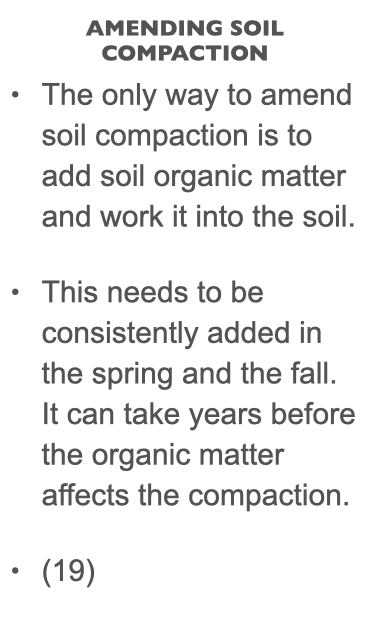 AMENDING SOIL
COMPACTION
• The only way to amend
soil compaction is to
add soil organic matter
and work it into the soil.
• This needs to be
consistently added in
the spring and the fall.
It can take years before
the organic matter
affects the compaction.
• (19)